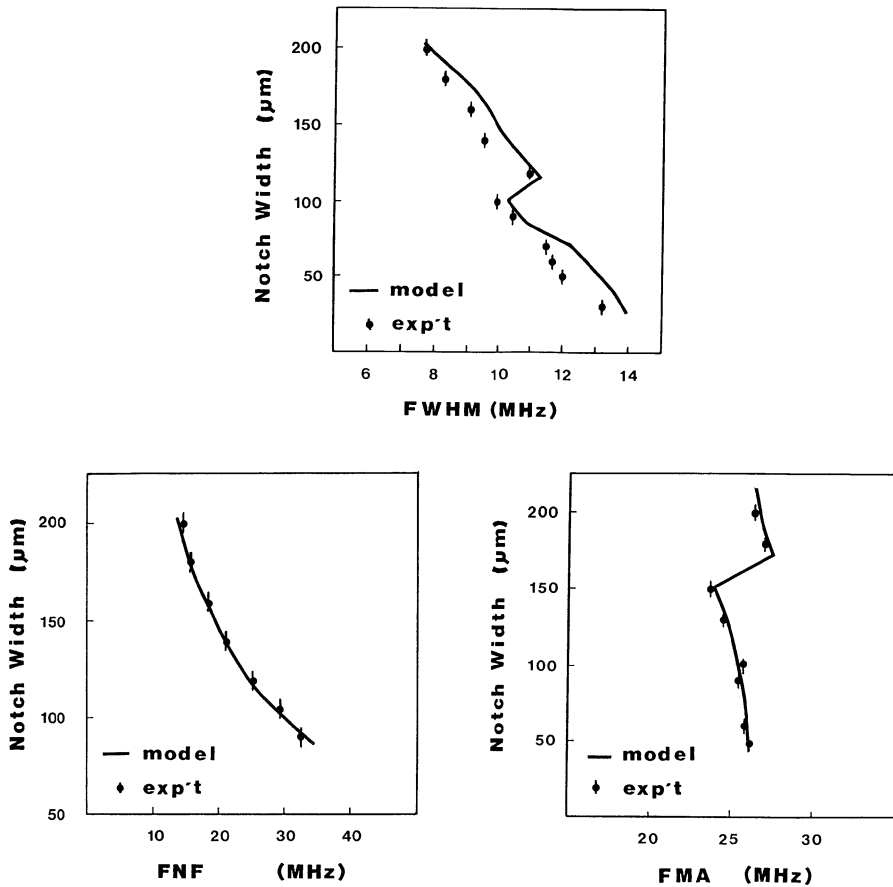 Notch Width (µm)
200
150
100
50
model
exp't
6 8 10 12 14
FWHM (MHz)
Notch Width (µm)
200
150
100
50
model
exp't
10 20 30 40
FNF (MHz)
Notch Width (µm)
200
150
100
50
model
exp't
20 25 30
FMA (MHz)